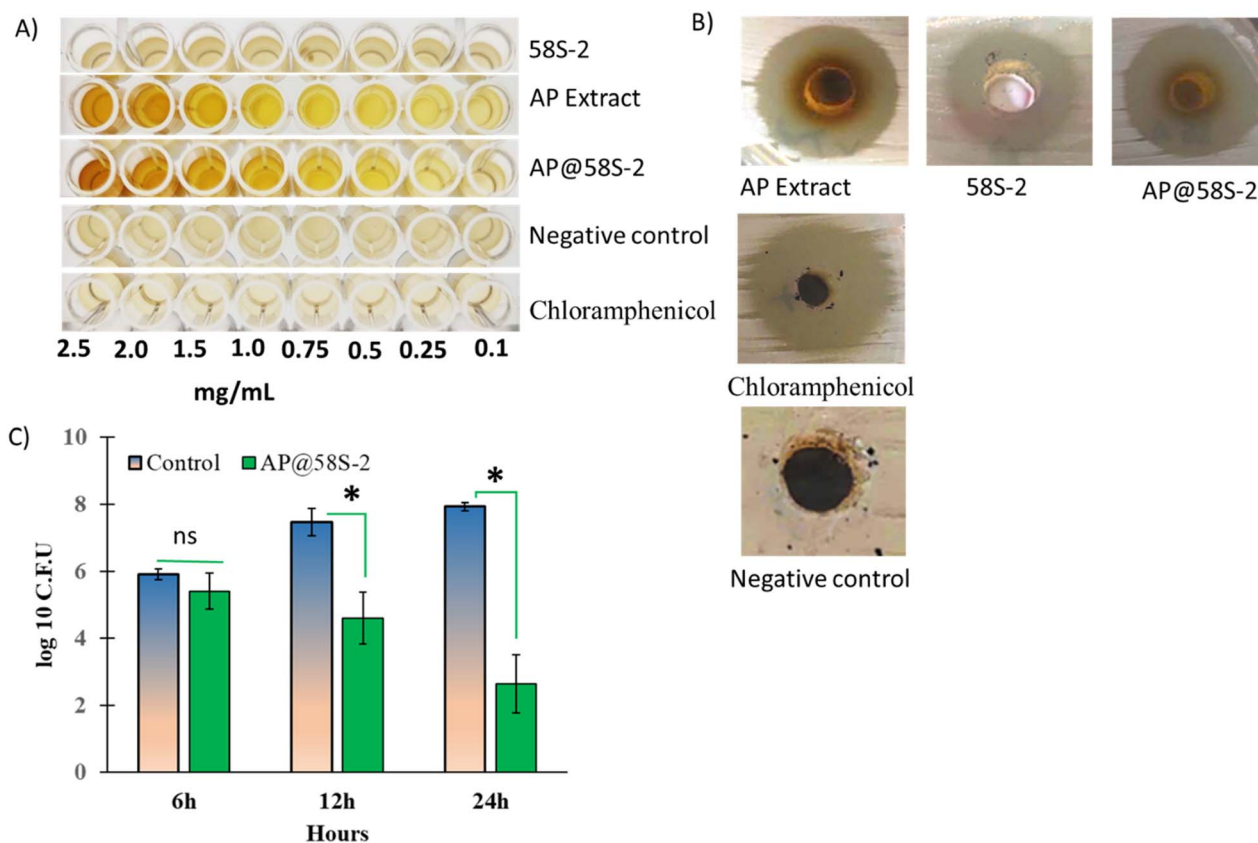 A)
58S-2
AP Extract
AP@58S-2
Negative control
Chloramphenicol
2.5 2.0 1.5 1.0 0.75 0.5 0.25 0.1
mg/mL
B)
AP Extract 58S-2 AP@58S-2
Chloramphenicol
Negative control
C)
10
Control AP@58S-2
8
6
4
2
0
ns
*
*
log 10 C.F.U
6h 12h 24h
Hours